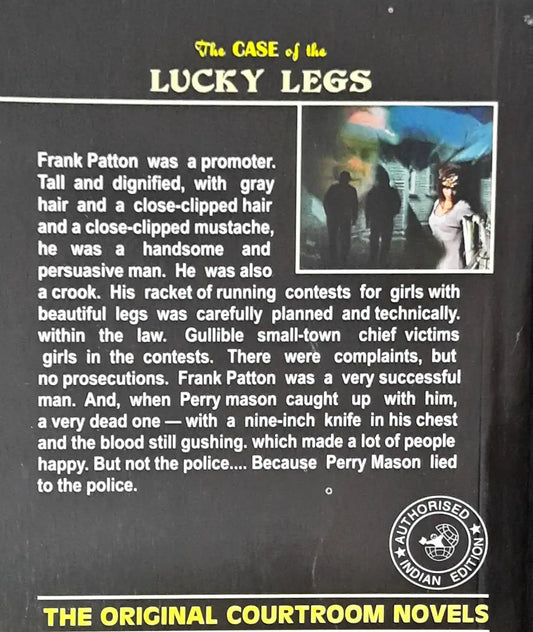 The CASE of the
LUCKY LEGS
Frank Patton was a promoter.
Tall and dignified, with gray
hair and a close-clipped hair
and a close-clipped mustache,
he was a handsome and
persuasive man. He was also
a crook. His racket of running contests for girls with
beautiful legs was carefully planned and technically.
within the law. Gullible small-town chief victims
girls in the contests. There were complaints, but
no prosecutions. Frank Patton was a very successful
man. And, when Perry mason caught up with him,
a very dead one — with a nine-inch knife in his chest
and the blood still gushing. which made a lot of people
happy. But not the police.... Because Perry Mason lied
to the police.
AUTHORISED
INDIAN EDITION
THE ORIGINAL COURTROOM NOVELS